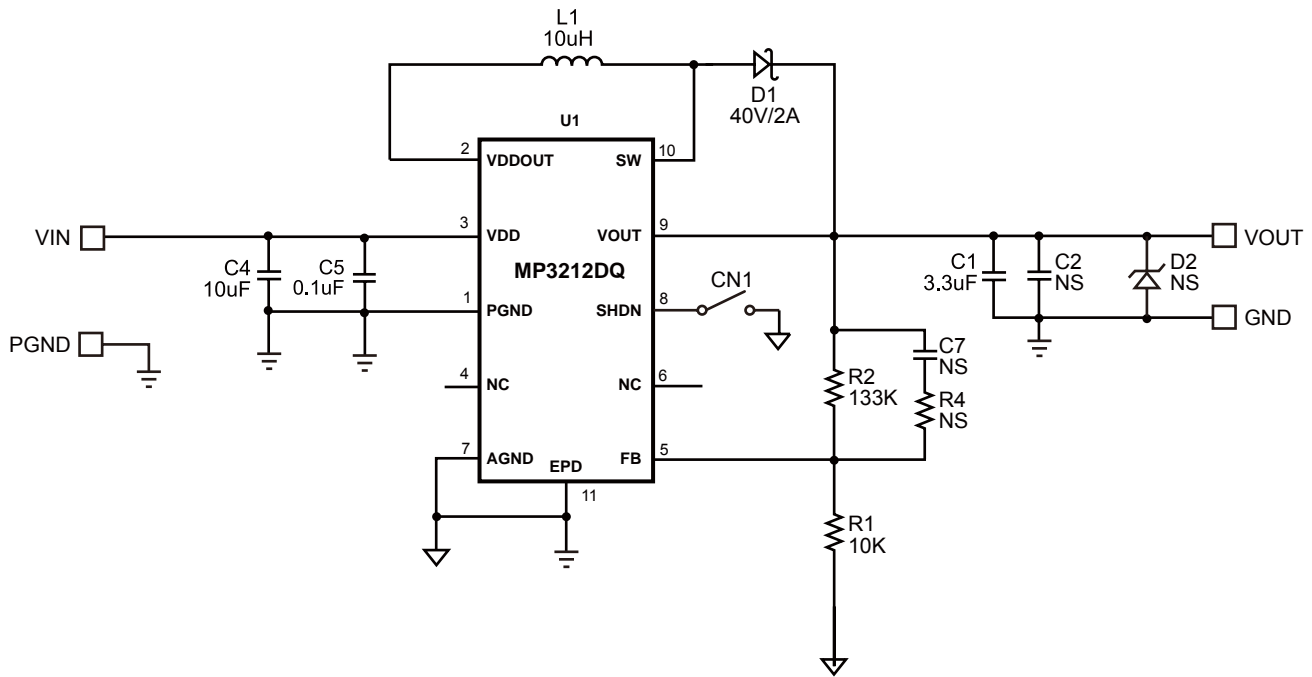 L1
10uH
D1
40V/2A
U1
2
VDDOUT
SW
10
VIN
3
VDD
VOUT
9
VOUT
C4
10uF
C5
0.1uF
MP3212DQ
CN1
C1
3.3uF
C2
NS
D2
NS
1
PGND
SHDN
8
GND
PGND
4
NC
NC
6
R2
133K
C7
NS
R4
NS
7
AGND
EPD
FB
5
11
R1
10K